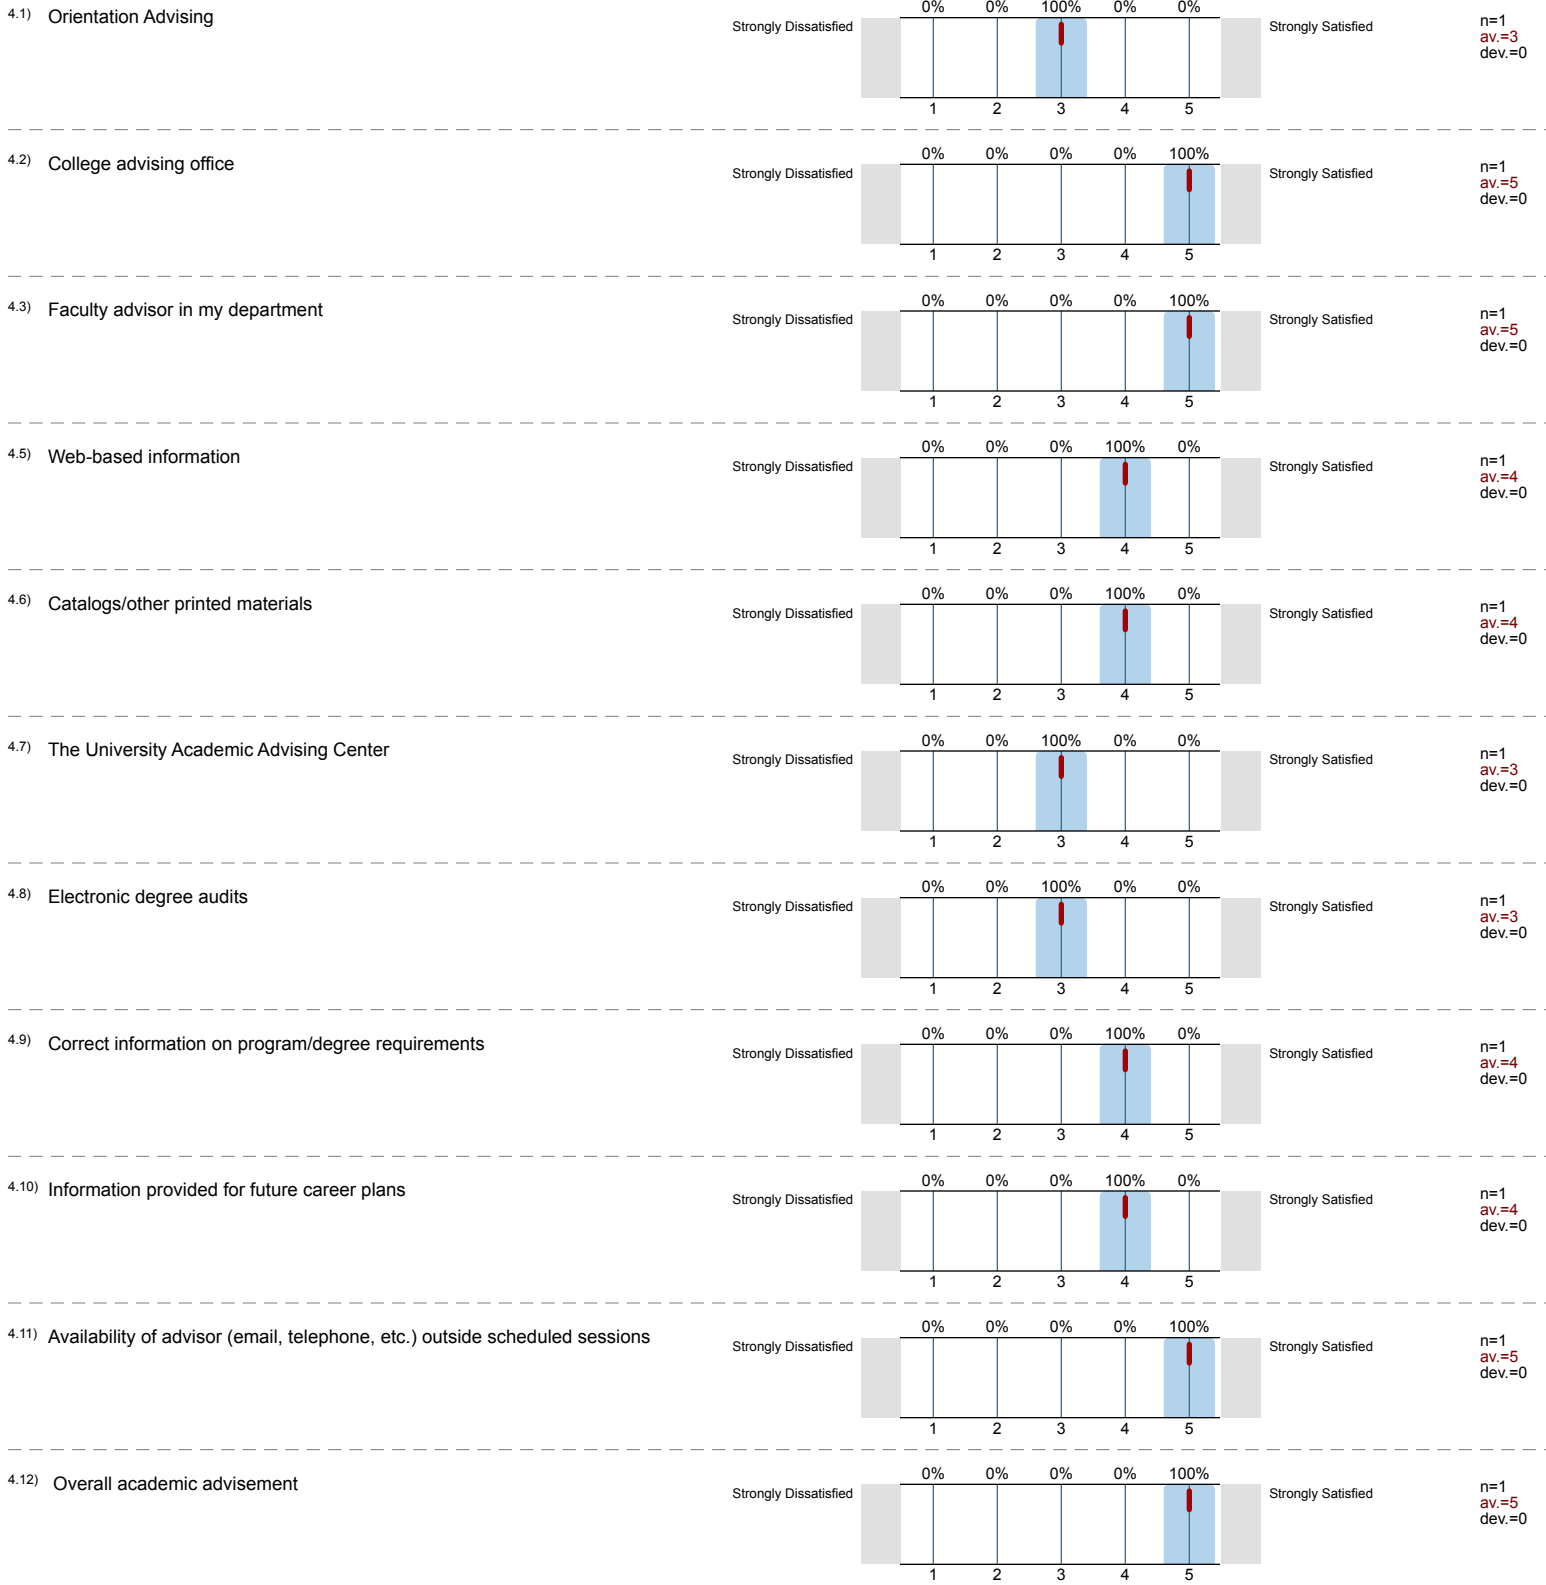 4.1) Orientation Advising
0% 0% 100% 0% 0%
Strongly Dissatisfied Strongly Satisfied
n=1
av.=3
dev.=0
1 2 3 4 5
4.2) College advising office
0% 0% 0% 0% 100%
Strongly Dissatisfied Strongly Satisfied
n=1
av.=5
dev.=0
1 2 3 4 5
4.3) Faculty advisor in my department
0% 0% 0% 0% 100%
Strongly Dissatisfied Strongly Satisfied
n=1
av.=5
dev.=0
1 2 3 4 5
4.5) Web-based information
0% 0% 0% 100% 0%
Strongly Dissatisfied Strongly Satisfied
n=1
av.=4
dev.=0
1 2 3 4 5
4.6) Catalogs/other printed materials
0% 0% 0% 100% 0%
Strongly Dissatisfied Strongly Satisfied
n=1
av.=4
dev.=0
1 2 3 4 5
4.7) The University Academic Advising Center
0% 0% 100% 0% 0%
Strongly Dissatisfied Strongly Satisfied
n=1
av.=3
dev.=0
1 2 3 4 5
4.8) Electronic degree audits
0% 0% 100% 0% 0%
Strongly Dissatisfied Strongly Satisfied
n=1
av.=3
dev.=0
1 2 3 4 5
4.9) Correct information on program/degree requirements
0% 0% 0% 100% 0%
Strongly Dissatisfied Strongly Satisfied
n=1
av.=4
dev.=0
1 2 3 4 5
4.10) Information provided for future career plans
0% 0% 0% 100% 0%
Strongly Dissatisfied Strongly Satisfied
n=1
av.=4
dev.=0
1 2 3 4 5
4.11) Availability of advisor (email, telephone, etc.) outside scheduled sessions
0% 0% 0% 0% 100%
Strongly Dissatisfied Strongly Satisfied
n=1
av.=5
dev.=0
1 2 3 4 5
4.12) Overall academic advisement
0% 0% 0% 0% 100%
Strongly Dissatisfied Strongly Satisfied
n=1
av.=5
dev.=0
1 2 3 4 5